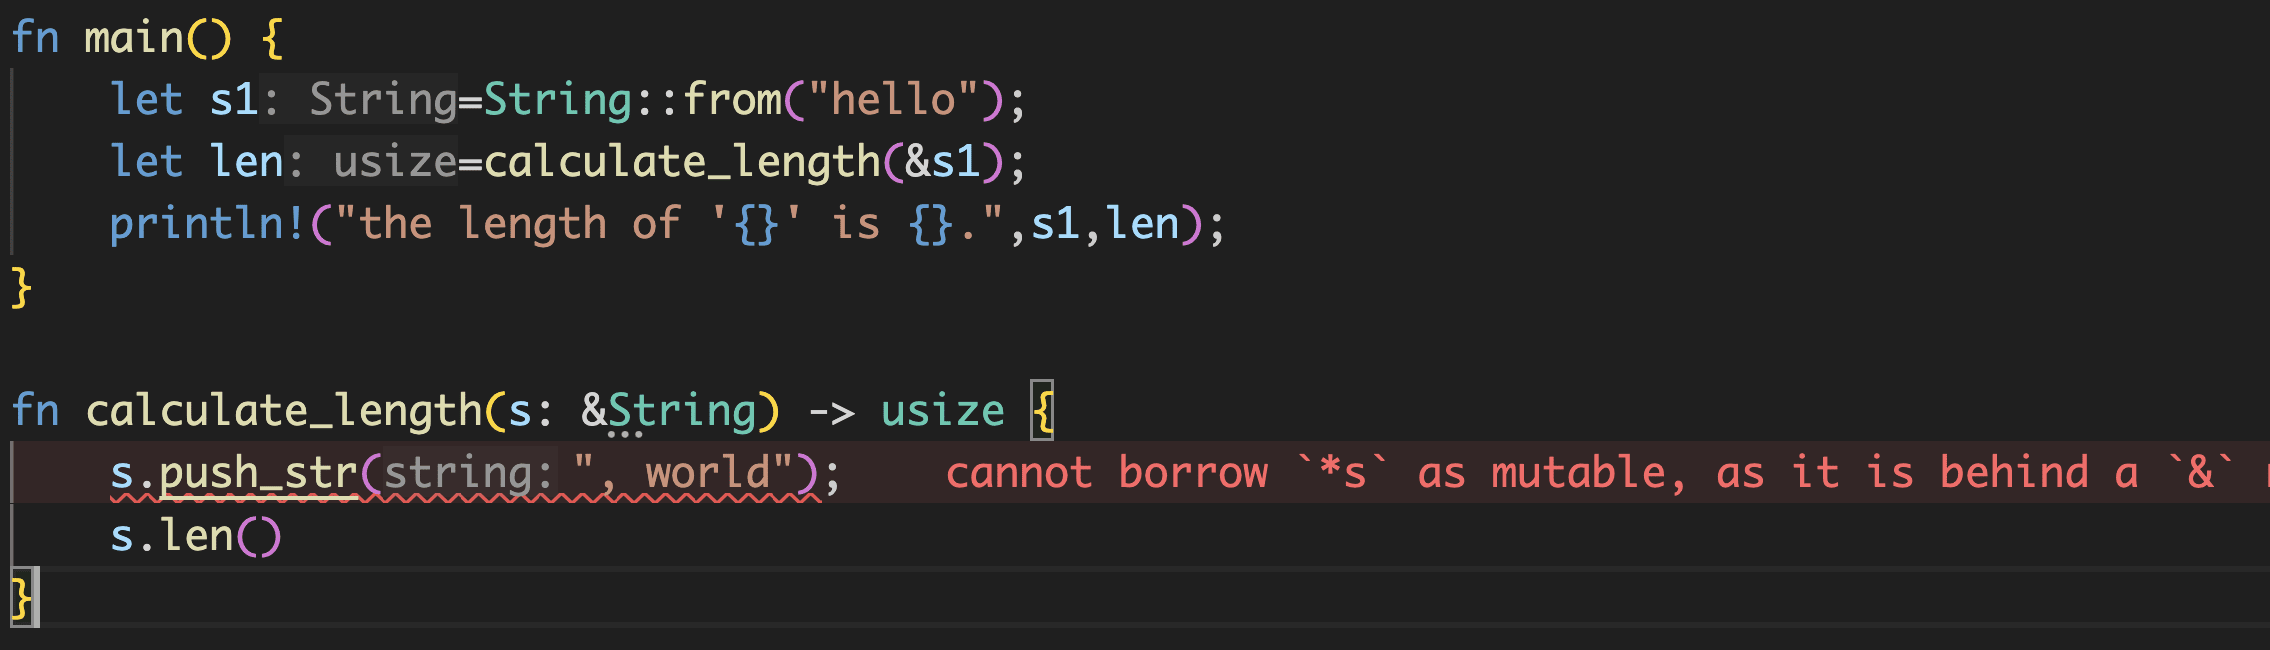 fn main() {
    let s1: String=String::from("hello");
    let len: usize=calculate_length(&s1);
    println!("the length of '{}' is {}.",s1,len);
}
fn calculate_length(s: &String) -> usize {
    s.push_str(string: ", world");     cannot borrow `*s` as mutable, as it is behind a `&`
    s.len()
}